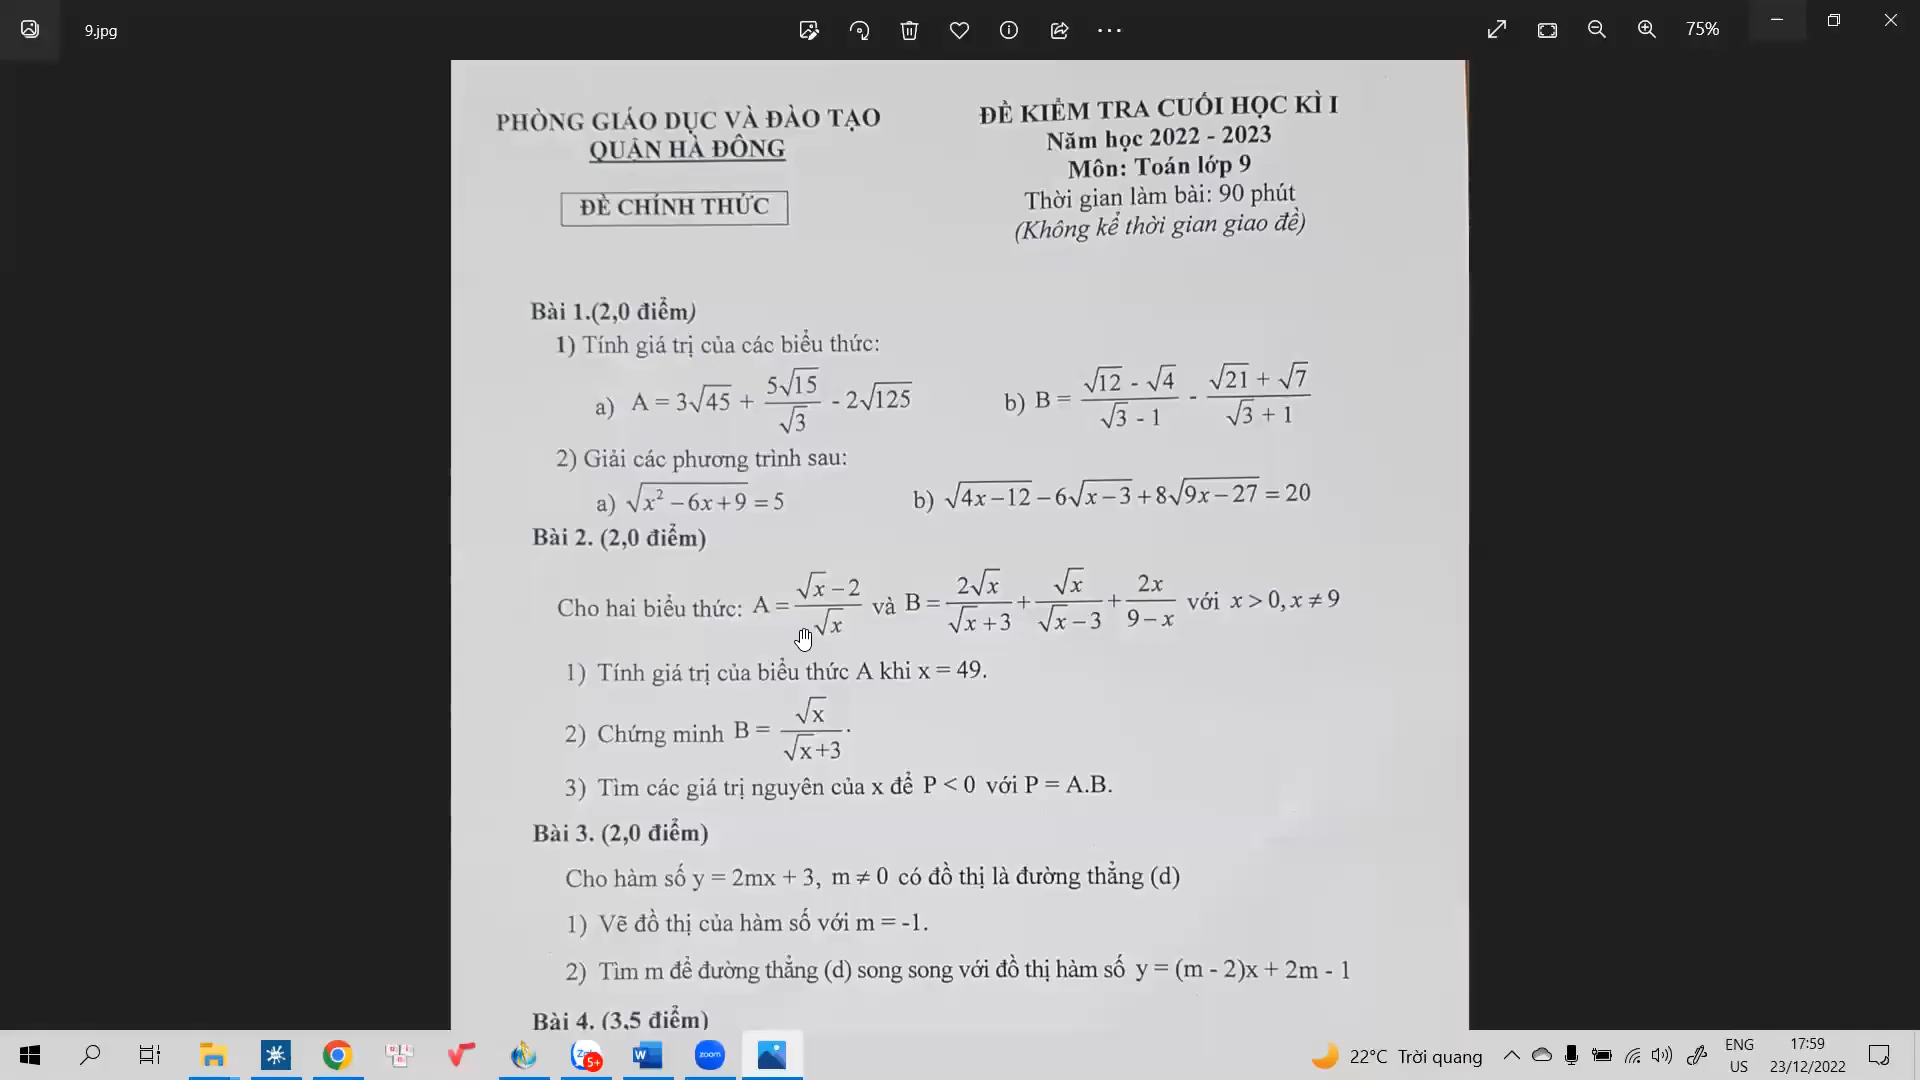 9.jpg
75%
PHÒNG GIÁO DỤC VÀ ĐÀO TẠO
QUẬN HÀ ĐÔNG
ĐỀ CHÍNH THỨC
ĐỀ KIỂM TRA CUỐI HỌC KÌ I
Năm học 2022 - 2023
Môn: Toán lớp 9
Thời gian làm bài: 90 phút
(Không kể thời gian giao đề)
Bài 1.(2,0 điểm)
1) Tính giá trị của các biểu thức:
a) A = 3√45 + 5√15/√3 - 2√125 b) B = (√12 - √4)/(√3 - 1) - (√21 + √7)/(√3 + 1)
2) Giải các phương trình sau:
a) √(x² − 6x + 9) = 5 b) √(4x − 12) − 6√(x − 3) + 8√(9x − 27) = 20
Bài 2. (2,0 điểm)
Cho hai biểu thức: A = (√x − 2)/√x và B = 2√x/(√x + 3) + √x/(√x − 3) + 2x/(9 − x) với x > 0, x ≠ 9
1) Tính giá trị của biểu thức A khi x = 49.
2) Chứng minh B = √x/(√x+3).
3) Tìm các giá trị nguyên của x để P < 0 với P = A.B.
Bài 3. (2,0 điểm)
Cho hàm số y = 2mx + 3, m ≠ 0 có đồ thị là đường thẳng (d)
1) Vẽ đồ thị của hàm số với m = -1.
2) Tìm m để đường thẳng (d) song song với đồ thị hàm số y = (m - 2)x + 2m - 1
Bài 4. (3,5 điểm)
5+
W
zoom
22°C Trời quang
ENG
US
17:59
23/12/2022